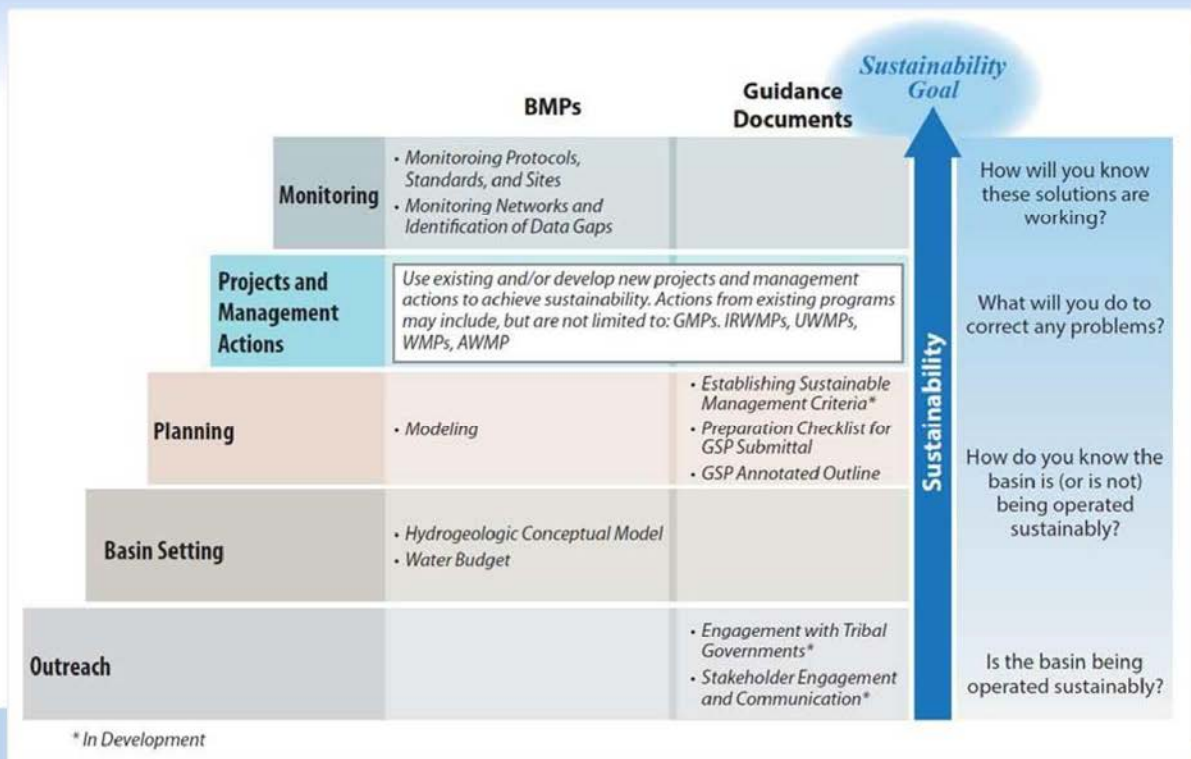 Sustainability
Goal
BMPs
Guidance
Documents
Monitoring
• Monitoroing Protocols,
Standards, and Sites
• Monitoring Networks and
Identification of Data Gaps
How will you know
these solutions are
working?
Projects and
Management
Actions
Use existing and/or develop new projects and management
actions to achieve sustainability. Actions from existing programs
may include, but are not limited to: GMPs. IRWMPs, UWMPs,
WMPs, AWMP
What will you do to
correct any problems?
Planning
• Modeling
• Establishing Sustainable
Management Criteria*
• Preparation Checklist for
GSP Submittal
• GSP Annotated Outline
Sustainability
How do you know the
basin is (or is not)
being operated
sustainably?
Basin Setting
• Hydrogeologic Conceptual Model
• Water Budget
Outreach
• Engagement with Tribal
Governments*
• Stakeholder Engagement
and Communication*
Is the basin being
operated sustainably?
* In Development